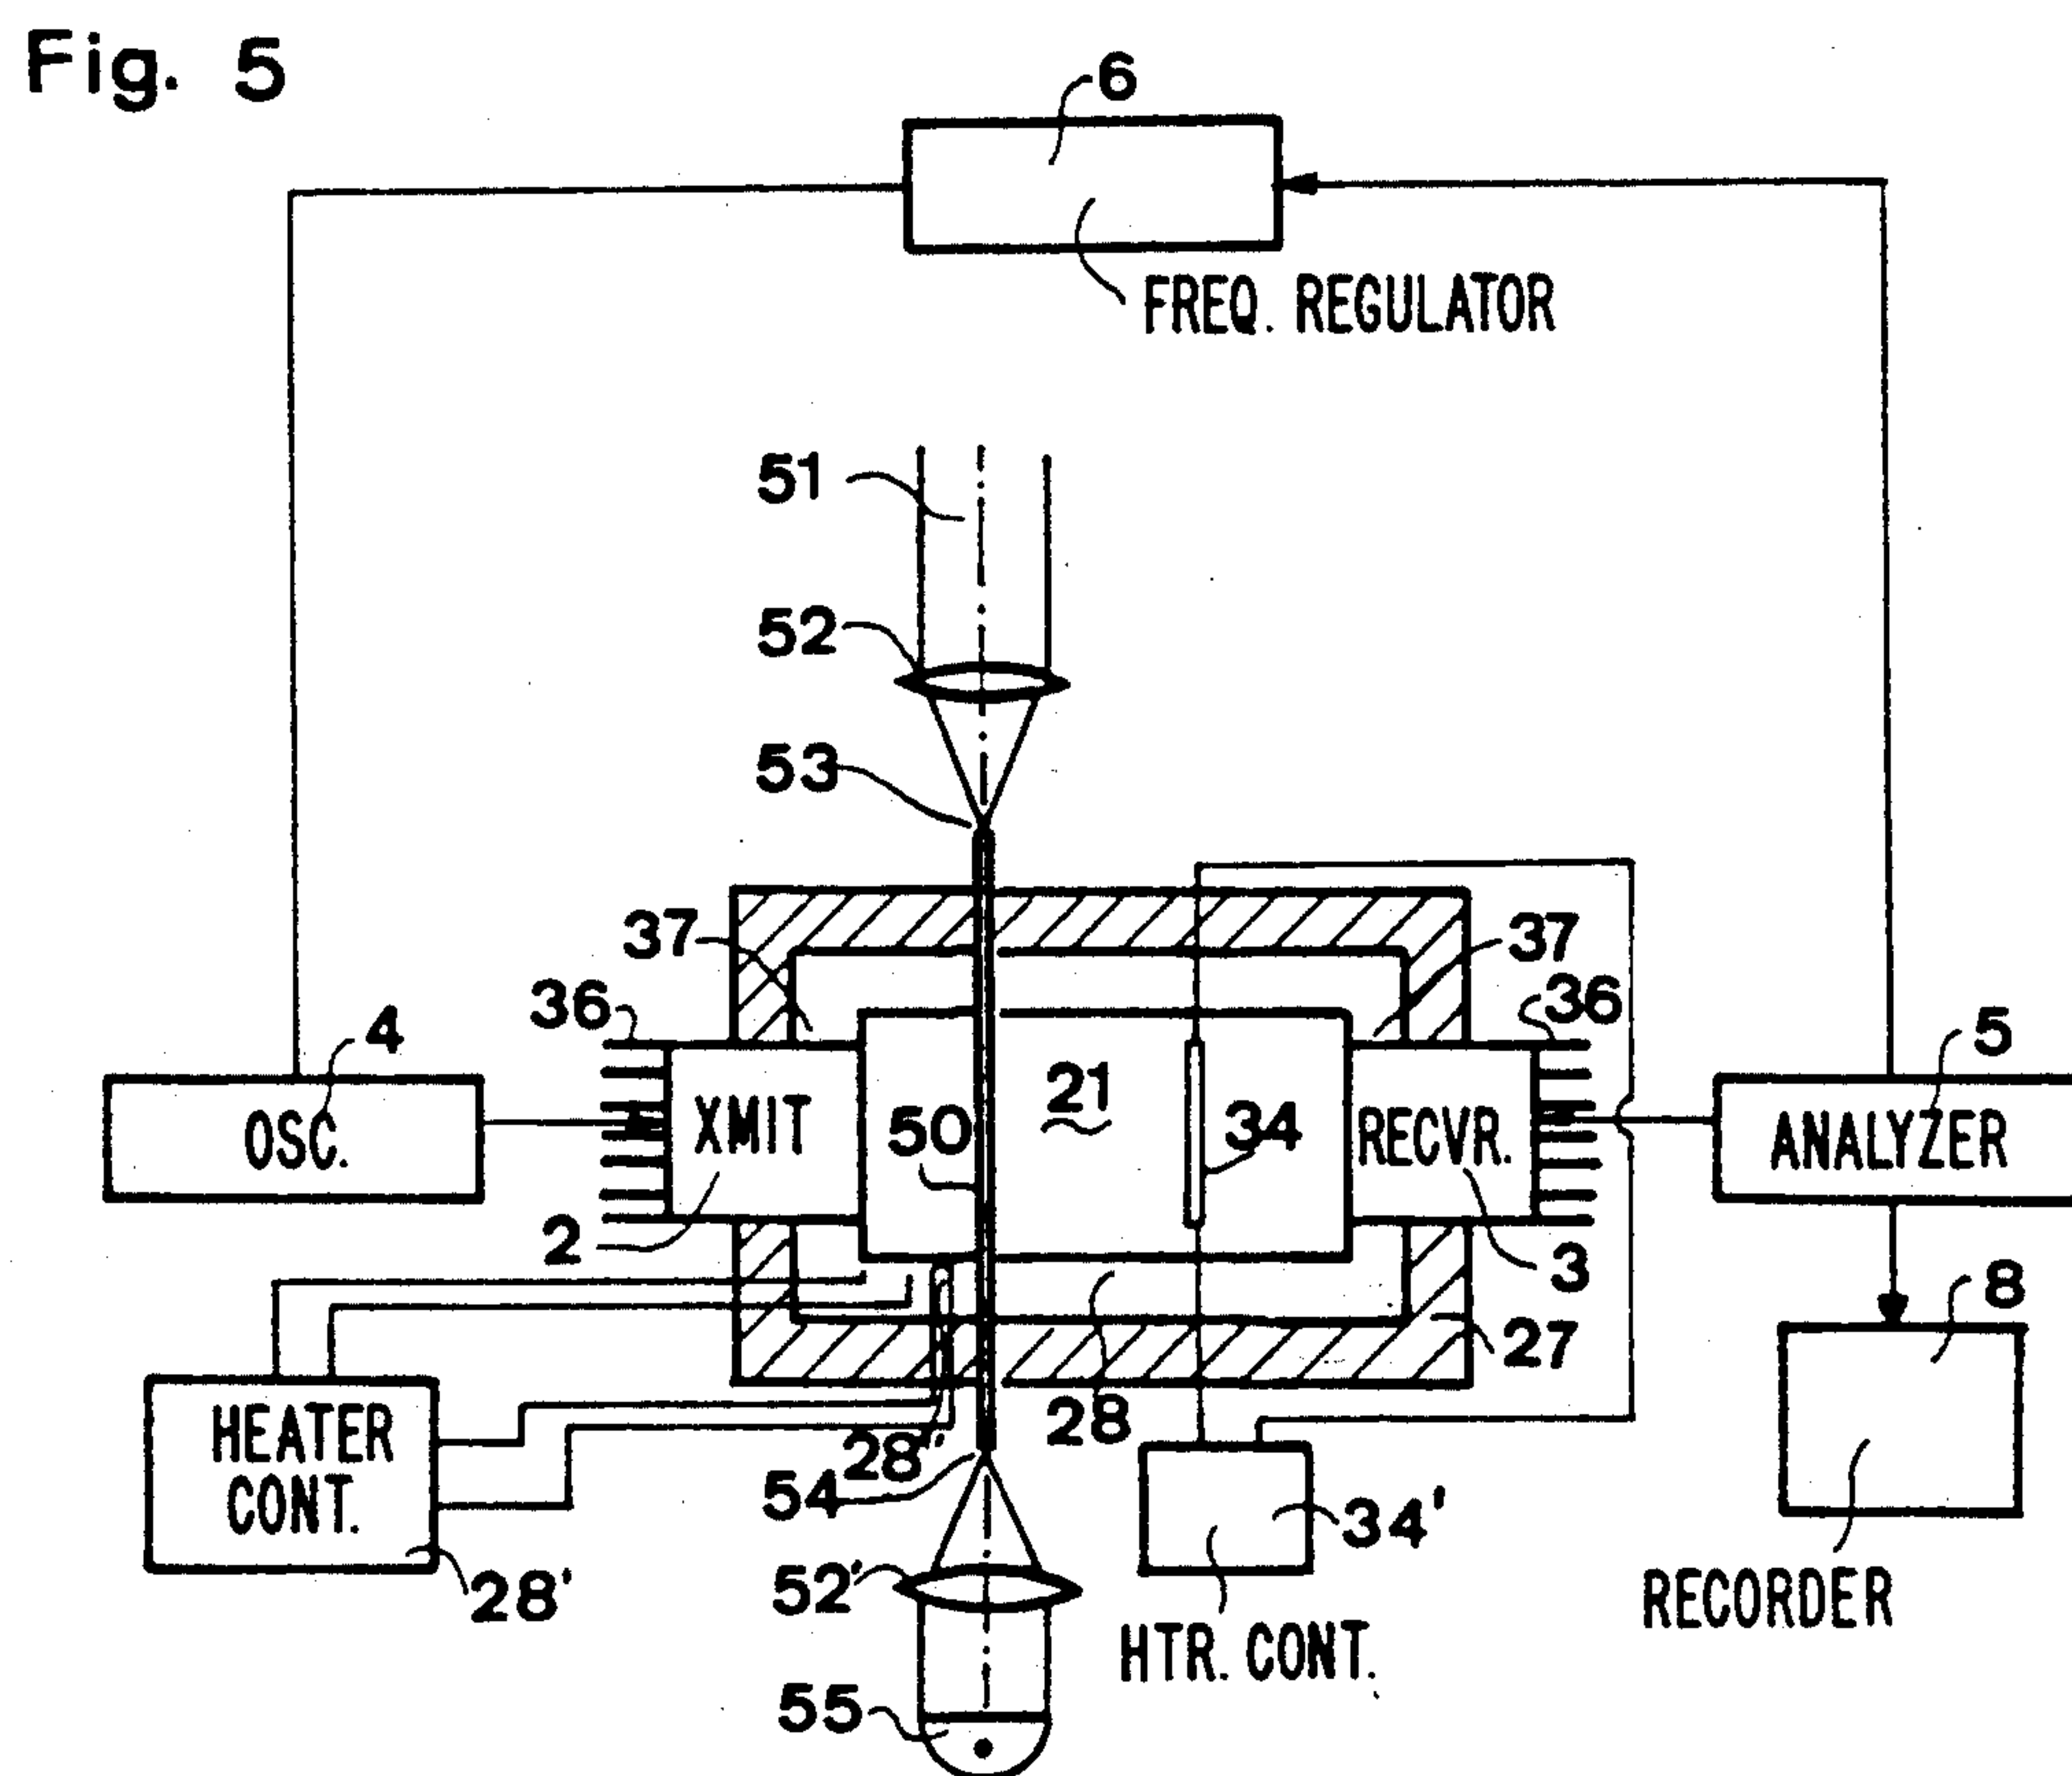 Fig. 5
6
FREQ. REGULATOR
51
52
53
37
37
36
36
4
5
OSC.
XMIT
50
21
34
RECVR.
ANALYZER
2
3
8
27
28
28"
HEATER
CONT.
54
34'
28'
52'
RECORDER
HTR. CONT.
55